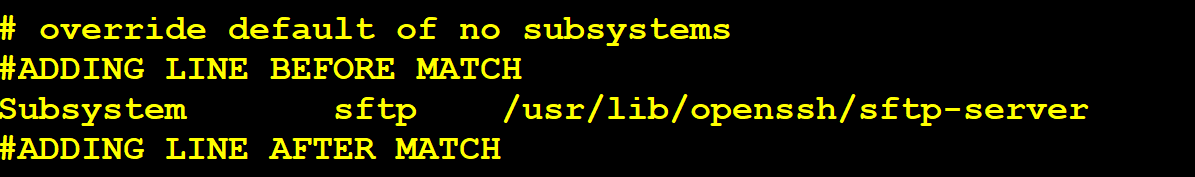 # override default of no subsystems
#ADDING LINE BEFORE MATCH
Subsystem       sftp    /usr/lib/openssh/sftp-server
#ADDING LINE AFTER MATCH